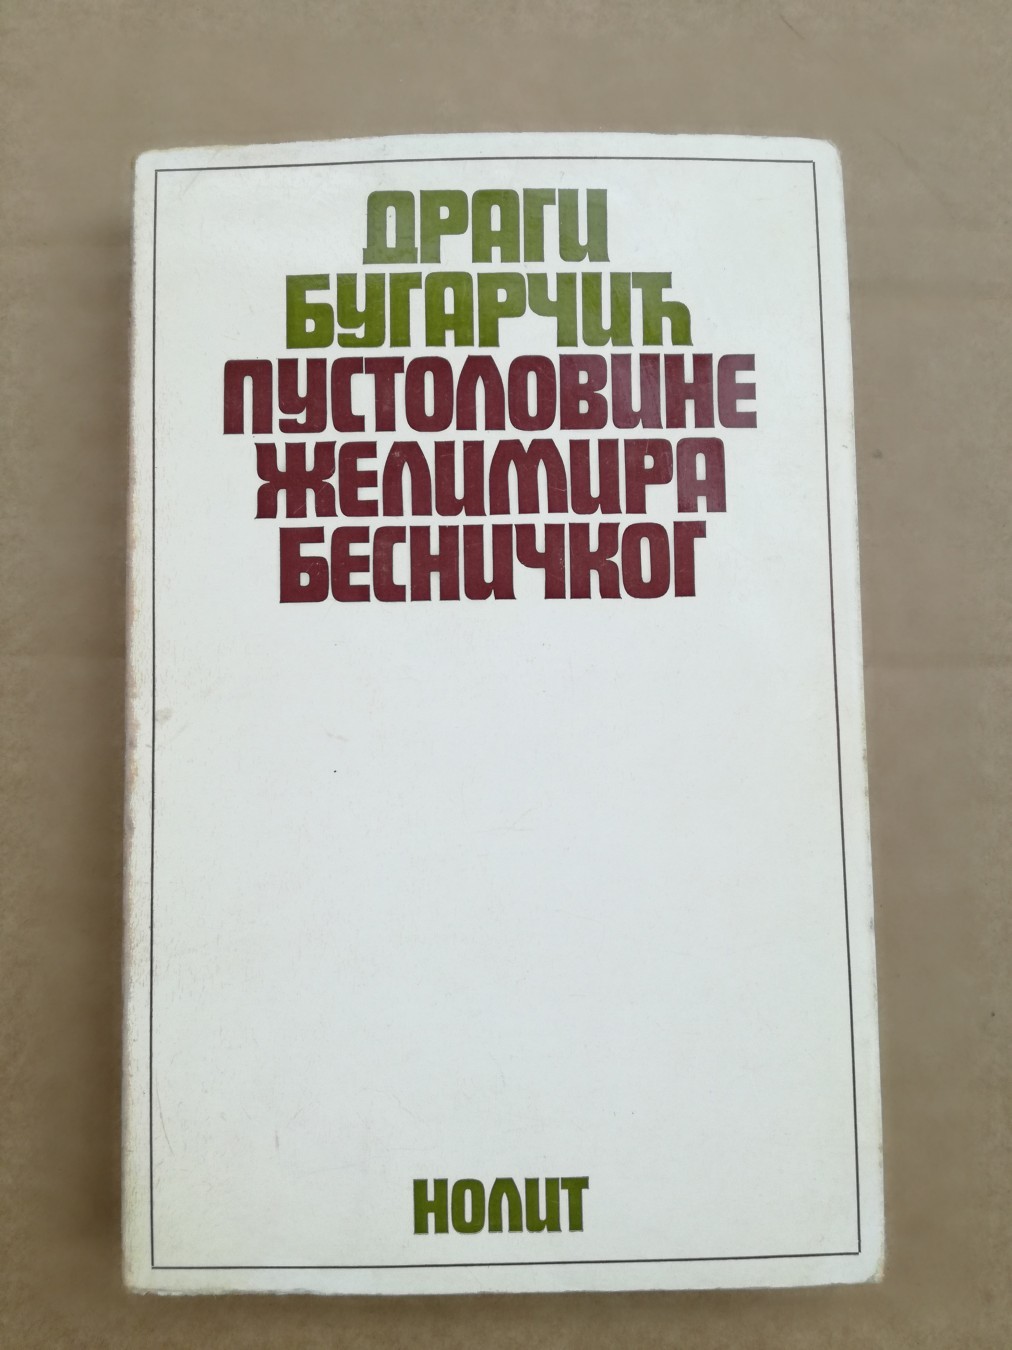 ДРАГИ
БУГАРЧИЋ
ПУСТОЛОВИНЕ
ЖЕЛИМИРА
БЕСНИЧКОГ
НОЛИТ